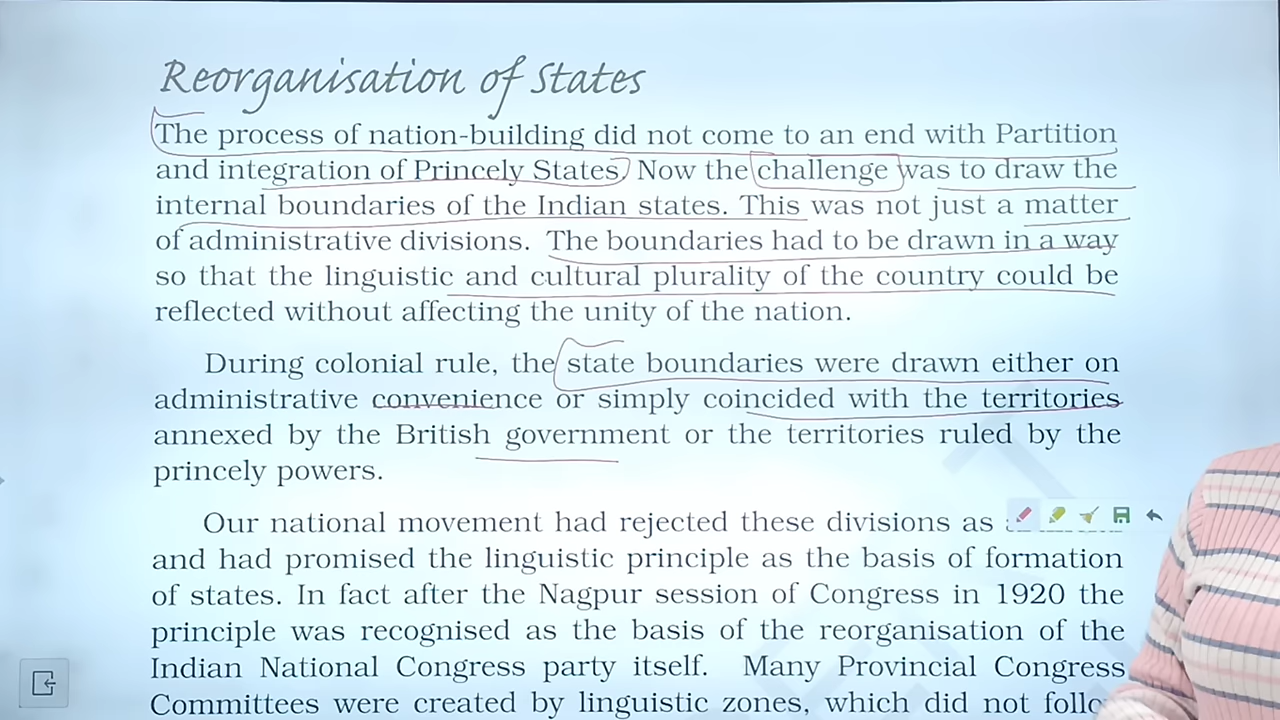 Reorganisation of States
The process of nation-building did not come to an end with Partition
and integration of Princely States. Now the challenge was to draw the
internal boundaries of the Indian states. This was not just a matter
of administrative divisions. The boundaries had to be drawn in a way
so that the linguistic and cultural plurality of the country could be
reflected without affecting the unity of the nation.
During colonial rule, the state boundaries were drawn either on
administrative convenience or simply coincided with the territories
annexed by the British government or the territories ruled by the
princely powers.
Our national movement had rejected these divisions as
and had promised the linguistic principle as the basis of formation
of states. In fact after the Nagpur session of Congress in 1920 the
principle was recognised as the basis of the reorganisation of the
Indian National Congress party itself. Many Provincial Congress
Committees were created by linguistic zones, which did not